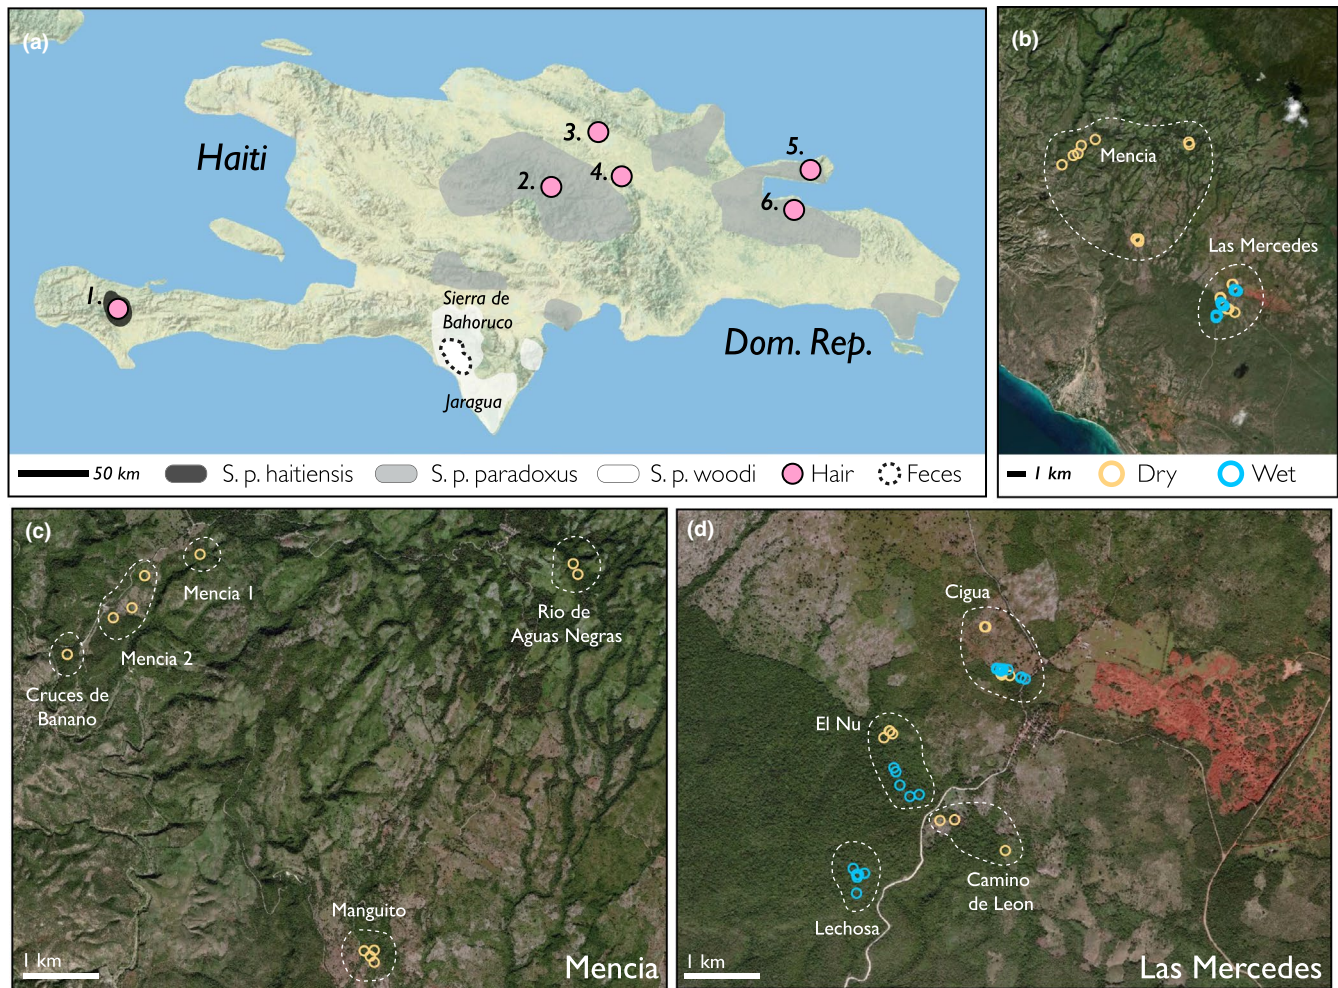 (a)
Haiti
Dom. Rep.
1.
2.
3.
4.
5.
6.
Sierra de
Bahoruco
Jaragua
50 km
S. p. haitiensis
S. p. paradoxus
S. p. woodi
Hair
Feces
(b)
Mencia
Las Mercedes
1 km
Dry
Wet
(c)
Mencia 1
Mencia 2
Cruces de
Banano
Rio de
Aguas Negras
Manguito
1 km
Mencia
(d)
Cigua
El Nu
Camino
de Leon
Lechosa
1 km
Las Mercedes